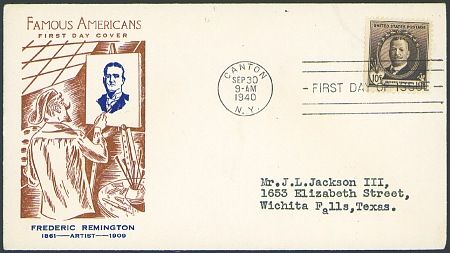 FAMOUS AMERICANS
FIRST DAY COVER
FREDERIC REMINGTON
1861—ARTIST—1909
CANTON
SEP 30
9-AM
1940
N.Y.
UNITED STATES POSTAGE
10¢
FIRST DAY OF ISSUE
Mr. J.L. Jackson III,
1653 Elizabeth Street,
Wichita Falls, Texas.